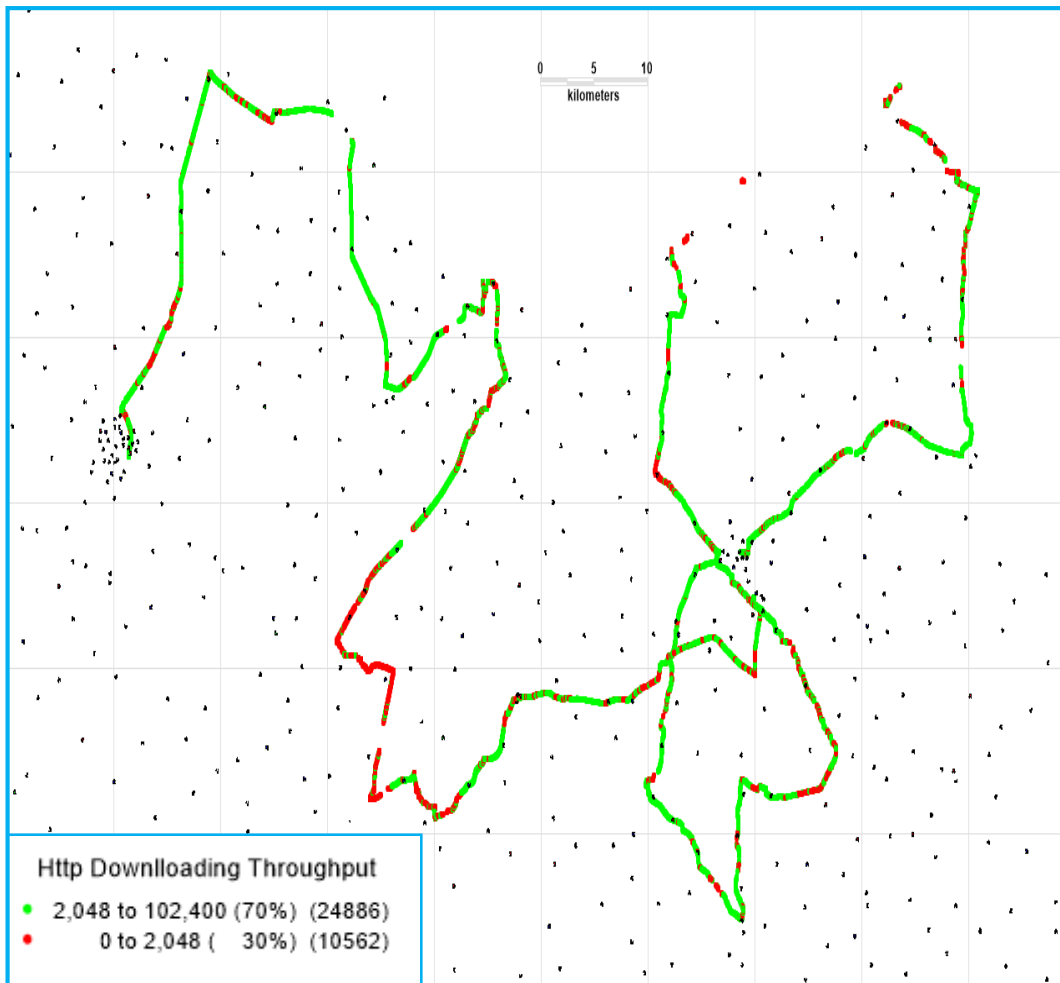 0 5 10
kilometers
Http Downlloading Throughput
2,048 to 102,400 (70%) (24886)
0 to 2,048 ( 30%) (10562)